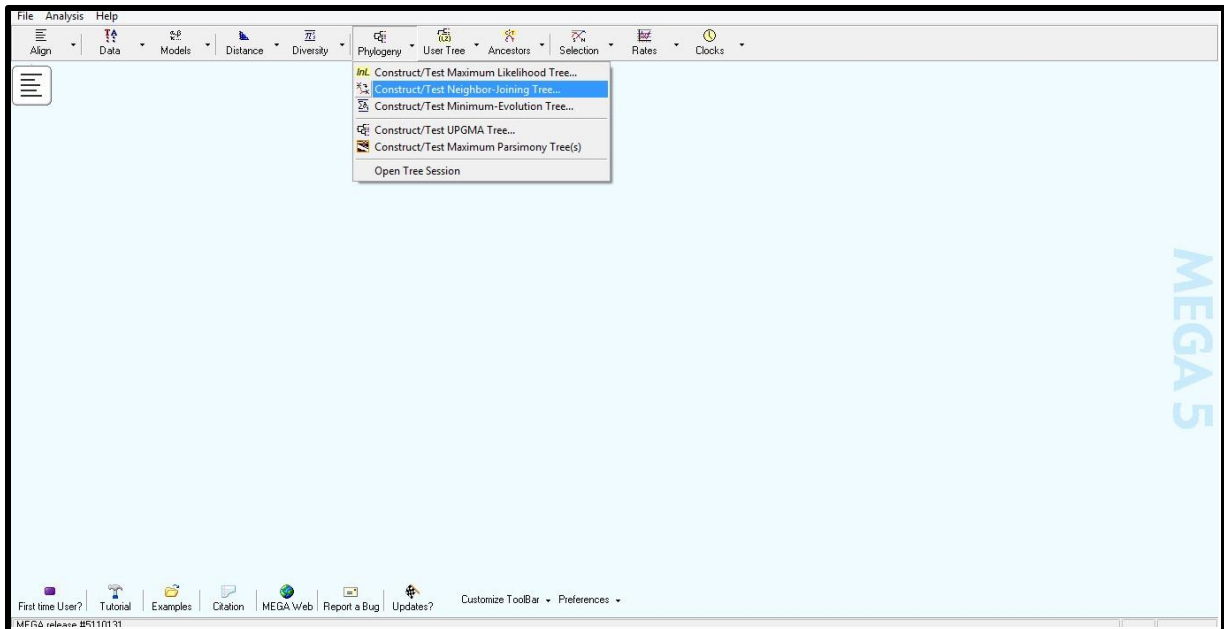 File Analysis Help
Align Data Models Distance Diversity Phylogeny User Tree Ancestors Selection Rates Clocks
lnL Construct/Test Maximum Likelihood Tree...
Construct/Test Neighbor-Joining Tree...
Construct/Test Minimum-Evolution Tree...
Construct/Test UPGMA Tree...
Construct/Test Maximum Parsimony Tree(s)
Open Tree Session
MEGA 5
First time User? Tutorial Examples Citation MEGA Web Report a Bug Updates? Customize ToolBar Preferences
MEGA release #5110131